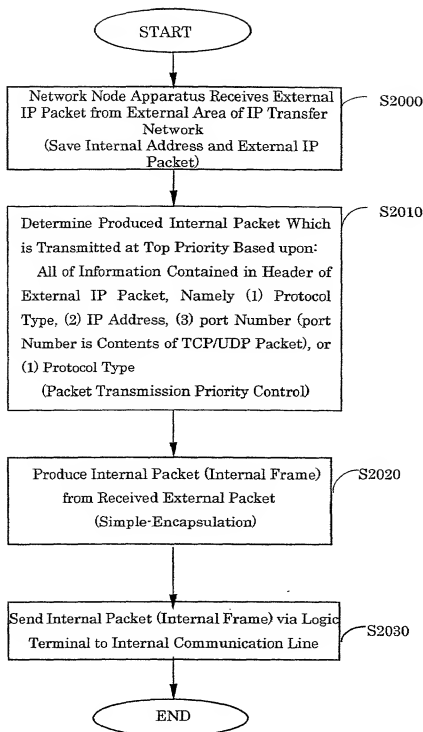 START
Network Node Apparatus Receives External
IP Packet from External Area of IP Transfer
Network
(Save Internal Address and External IP
Packet)
S2000
Determine Produced Internal Packet Which
is Transmitted at Top Priority Based upon:
All of Information Contained in Header of
External IP Packet, Namely (1) Protocol
Type, (2) IP Address, (3) port Number (port
Number is Contents of TCP/UDP Packet), or
(1) Protocol Type
(Packet Transmission Priority Control)
S2010
Produce Internal Packet (Internal Frame)
from Received External Packet
(Simple-Encapsulation)
S2020
Send Internal Packet (Internal Frame) via Logic
Terminal to Internal Communication Line
S2030
END